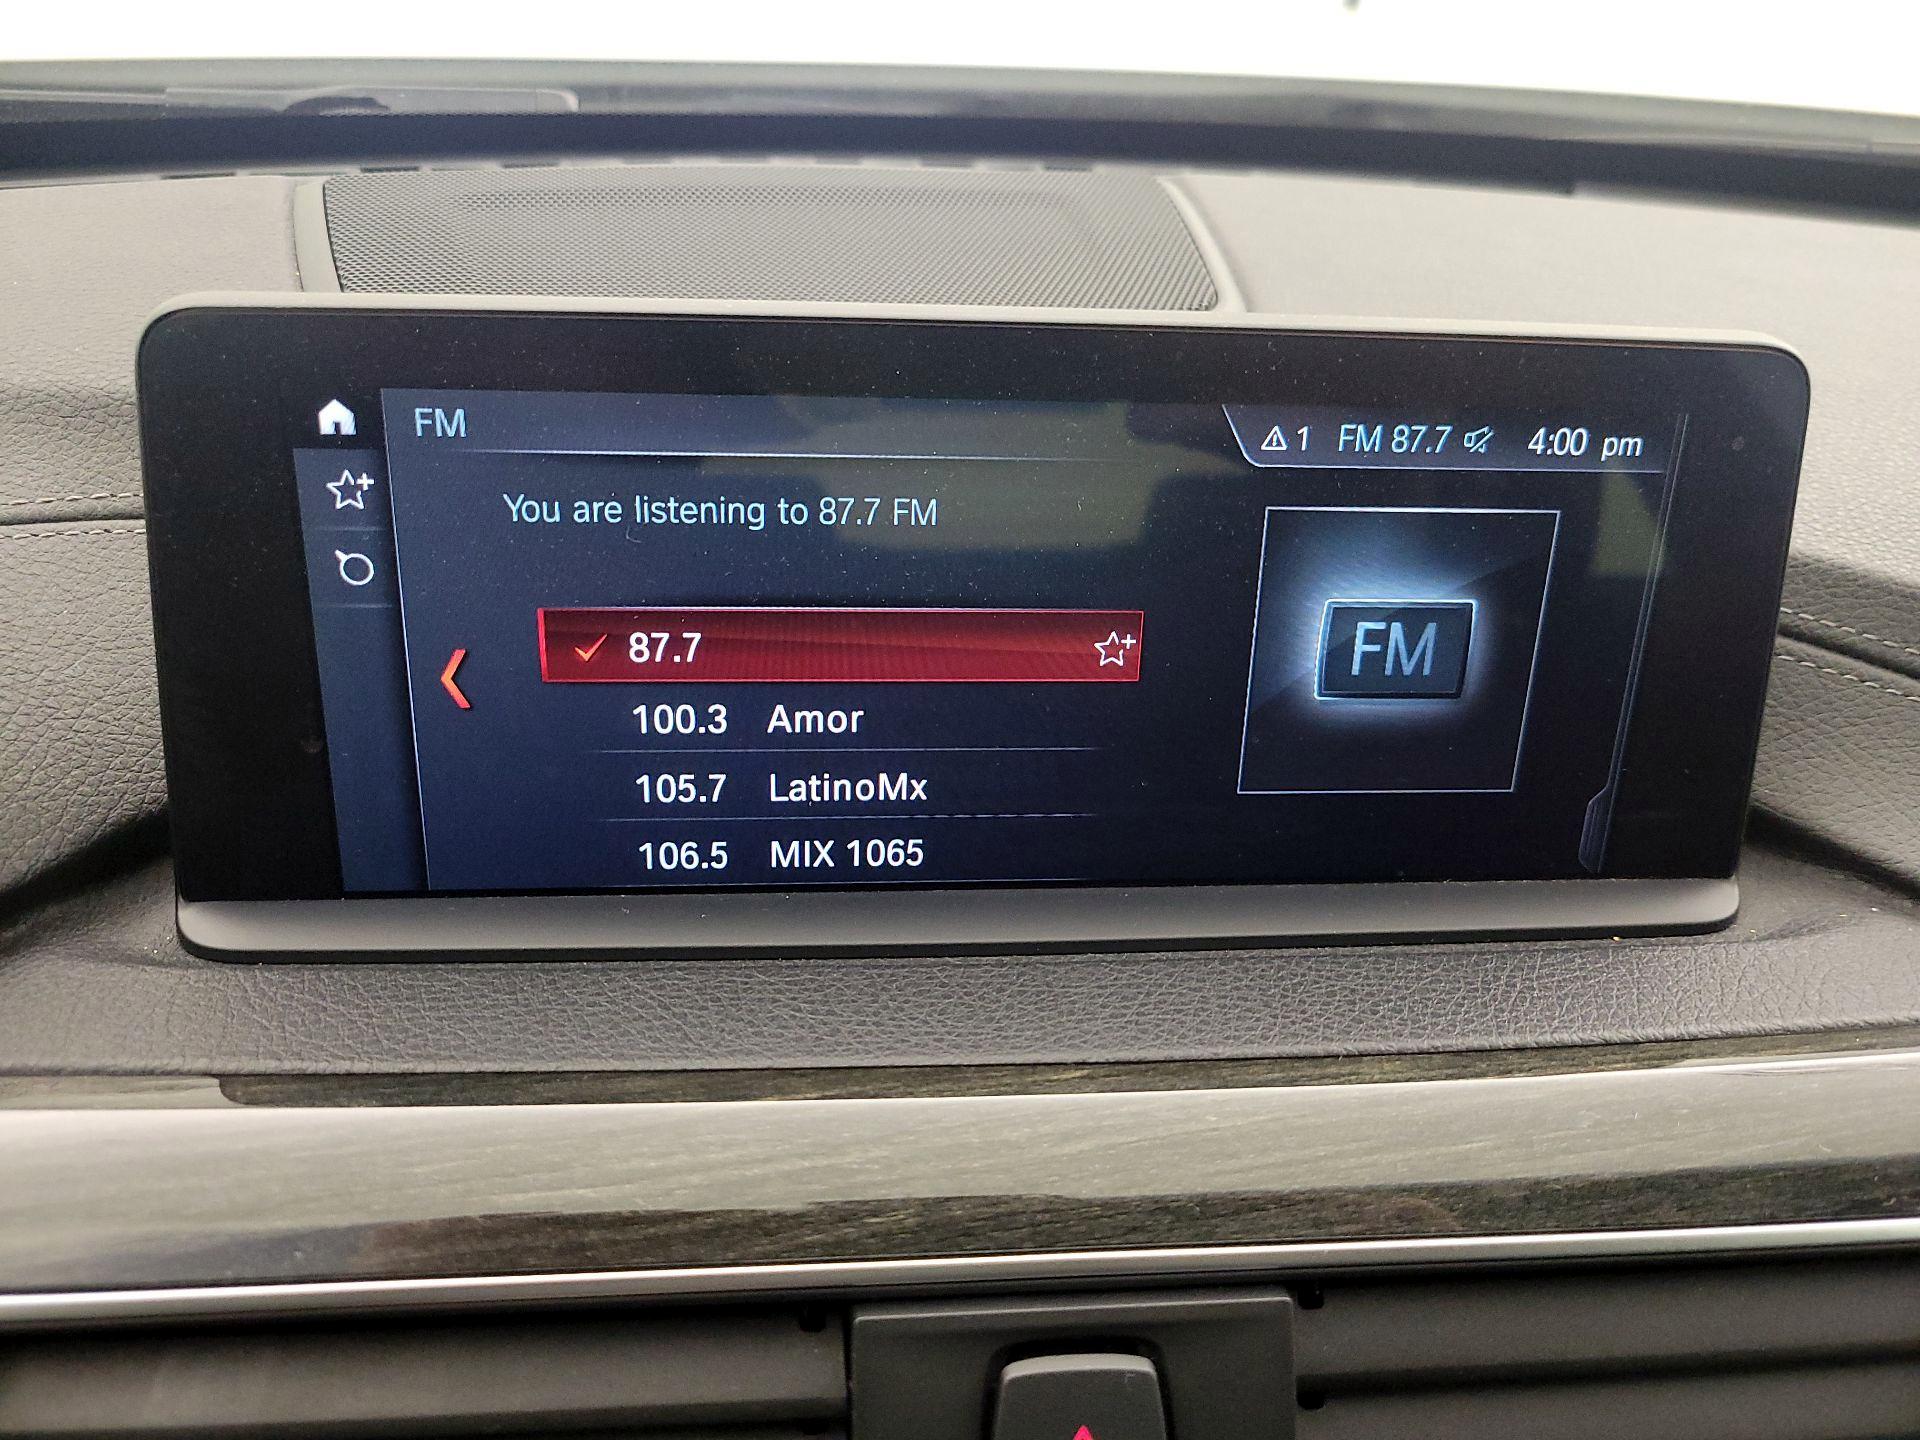 FM
1 FM 87.7 4:00 pm
You are listening to 87.7 FM
87.7
100.3 Amor
105.7 LatinoMx
106.5 MIX 1065
FM